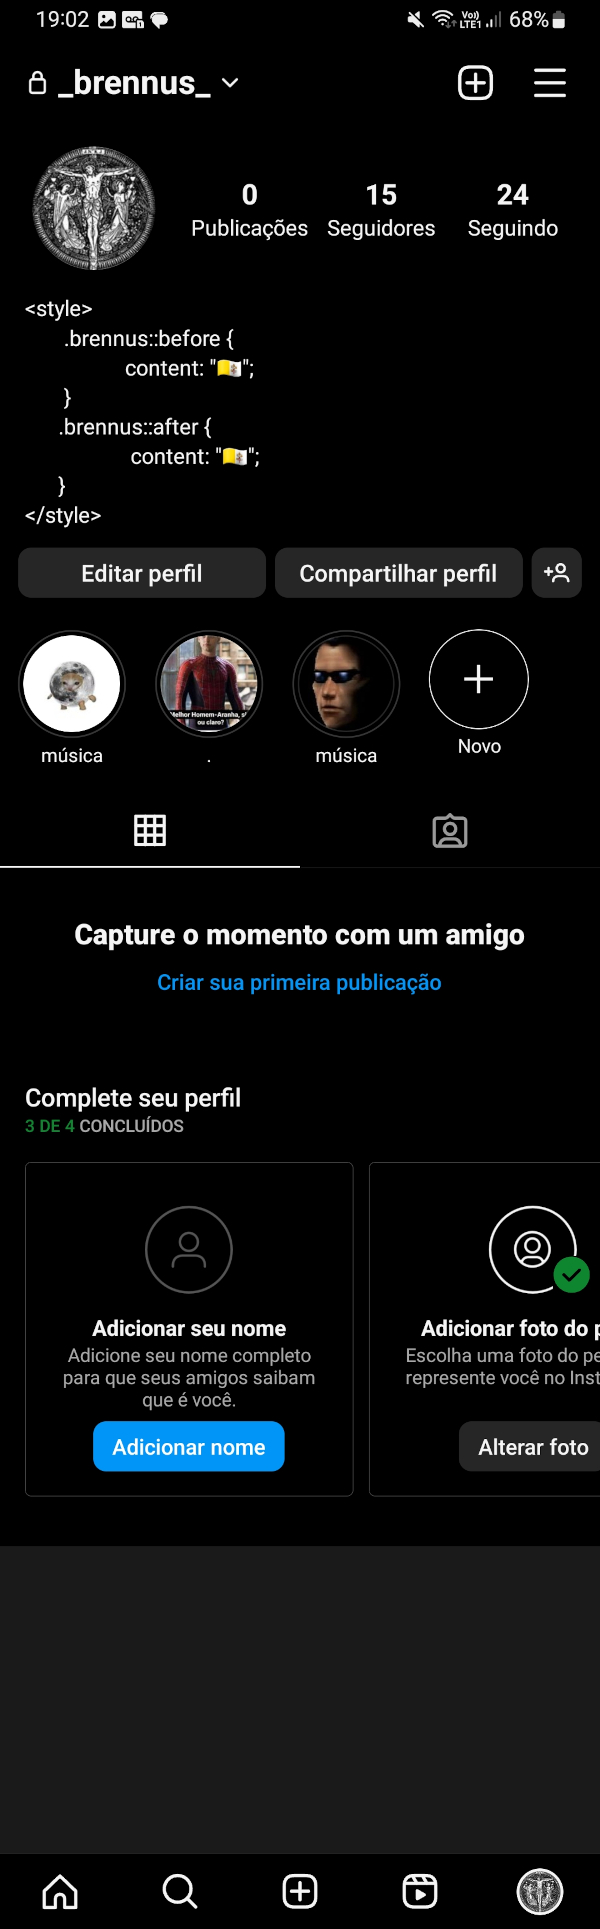 19:02
Vo))
LTE1
68%
_brennus_
0
15
24
Publicações
Seguidores
Seguindo
<style>
.brennus::before {
content: "🇻🇦";
}
.brennus::after {
content: "🇻🇦";
}
</style>
Editar perfil
Compartilhar perfil
Melhor Homem-Aranha, s
ou claro?
música
.
música
Novo
Capture o momento com um amigo
Criar sua primeira publicação
Complete seu perfil
3 DE 4 CONCLUÍDOS
Adicionar seu nome
Adicione seu nome completo
para que seus amigos saibam
que é você.
Adicionar nome
Adicionar foto do p
Escolha uma foto do pe
represente você no Inst
Alterar foto